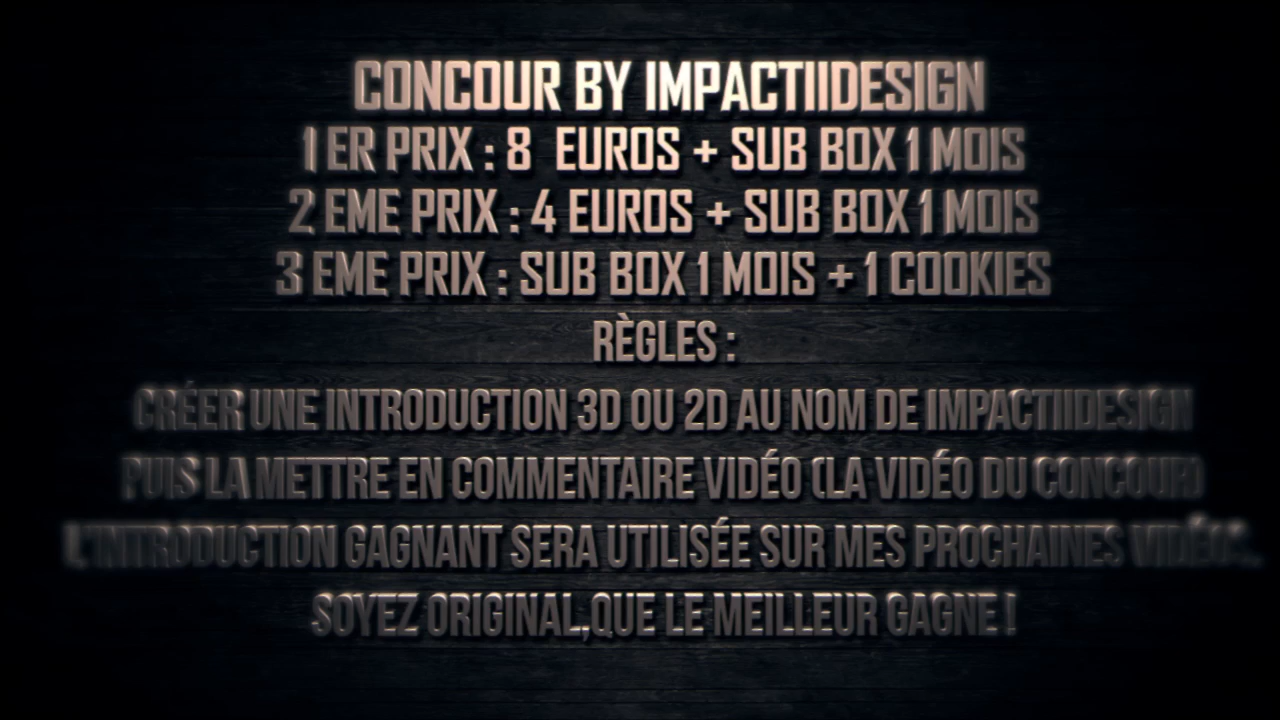 CONCOUR BY IMPACTIIDESIGN
1 ER PRIX : 8 EUROS + SUB BOX 1 MOIS
2 EME PRIX : 4 EUROS + SUB BOX 1 MOIS
3 EME PRIX : SUB BOX 1 MOIS + 1 COOKIES
RÈGLES :
CRÉER UNE INTRODUCTION 3D OU 2D AU NOM DE IMPACTIIDESIGN
PUIS LA METTRE EN COMMENTAIRE VIDÉO (LA VIDÉO DU CONCOUR)
L'INTRODUCTION GAGNANT SERA UTILISÉE SUR MES PROCHAINES
SOYEZ ORIGINAL,QUE LE MEILLEUR GAGNE !